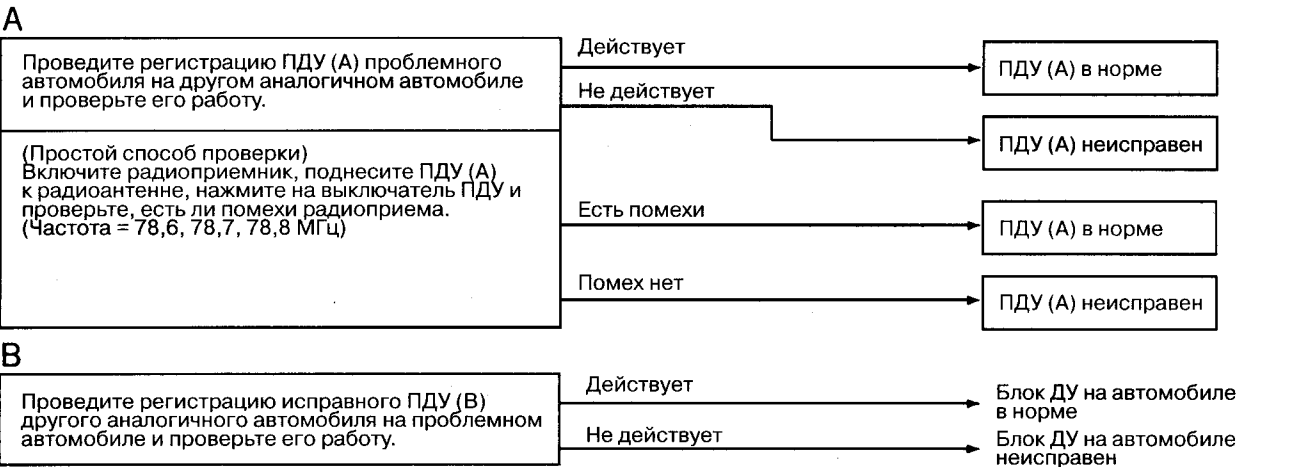 A
Проведите регистрацию ПДУ (А) проблемного
автомобиля на другом аналогичном автомобиле
и проверьте его работу.
Действует
ПДУ (А) в норме
Не действует
ПДУ (А) неисправен
(Простой способ проверки)
Включите радиоприемник, поднесите ПДУ (А)
к радиоантенне, нажмите на выключатель ПДУ и
проверьте, есть ли помехи радиоприема.
(Частота = 78,6, 78,7, 78,8 МГц)
Есть помехи
ПДУ (А) в норме
Помех нет
ПДУ (А) неисправен
B
Проведите регистрацию исправного ПДУ (В)
другого аналогичного автомобиля на проблемном
автомобиле и проверьте его работу.
Действует
Блок ДУ на автомобиле
в норме
Не действует
Блок ДУ на автомобиле
неисправен